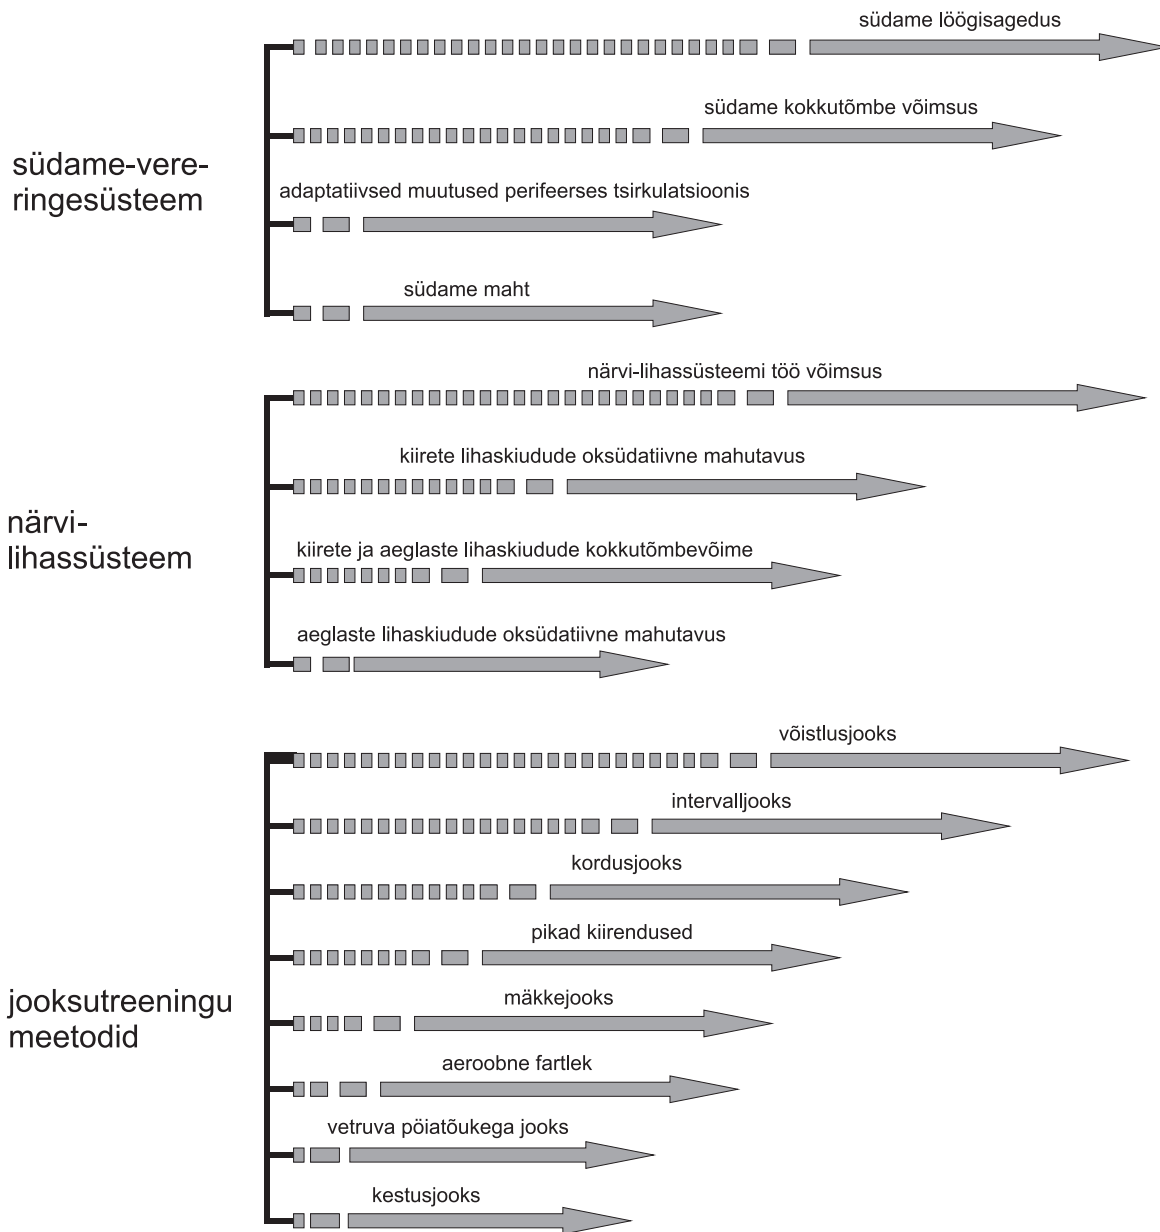 südame löögisagedus
südame kokkutõmbe võimsus
südame-vere-
ringesüsteem
adaptatiivsed muutused perifeerses tsirkulatsioonis
südame maht
närvi-lihassüsteemi töö võimsus
kiirete lihaskiudude oksüdatiivne mahutavus
närvi-
lihassüsteem
kiirete ja aeglaste lihaskiudude kokkutõmbevõime
aeglaste lihaskiudude oksüdatiivne mahutavus
võistlusjooks
intervalljooks
kordusjooks
pikad kiirendused
jooksutreeningu
meetodid
mäkkejooks
aeroobne fartlek
vetruva pöiatõukega jooks
kestusjooks